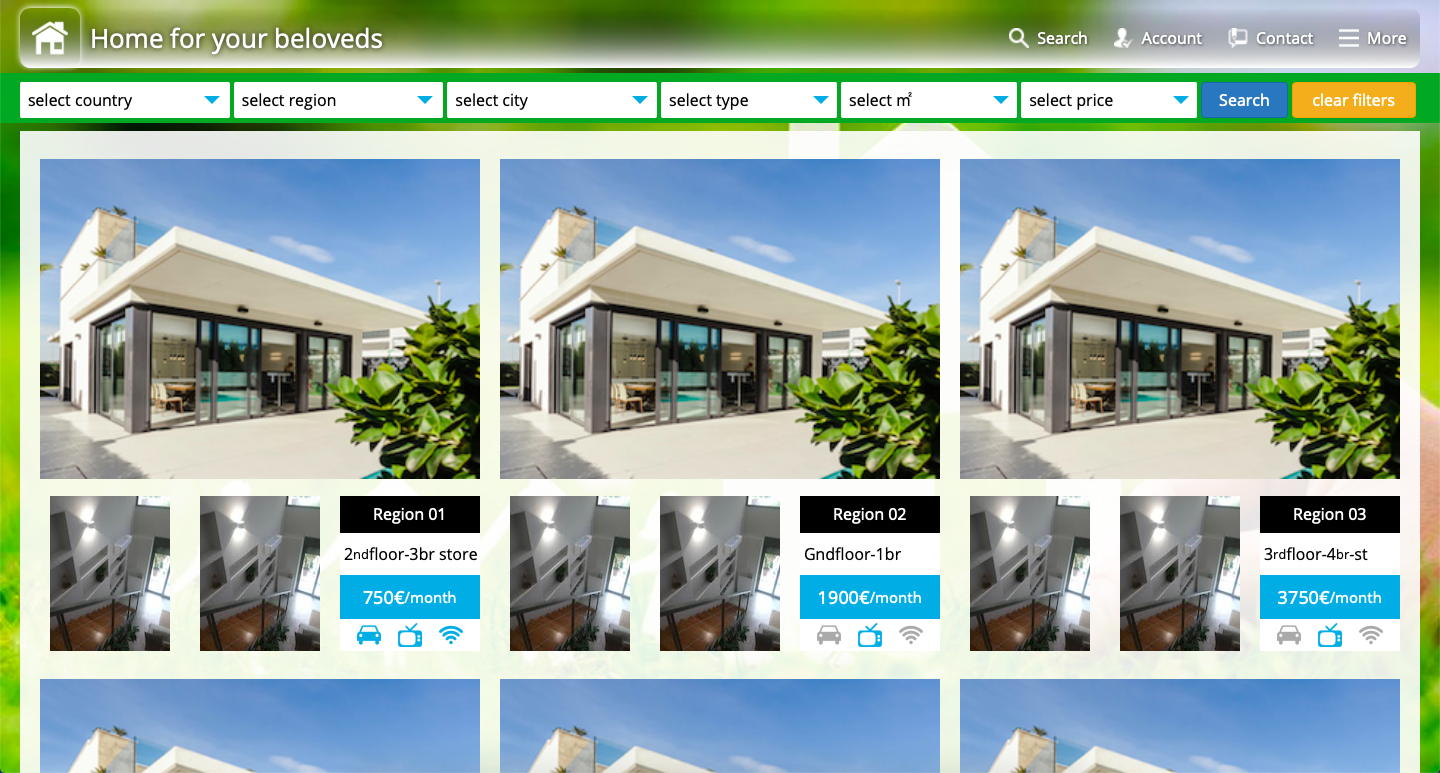 Home for your beloveds
Search Account Contact More
select country select region select city select type select ㎡ select price Search clear filters
Region 01 Region 02 Region 03
2ndfloor-3br store Gndfloor-1br 3rdfloor-4br-st
750€/month 1900€/month 3750€/month